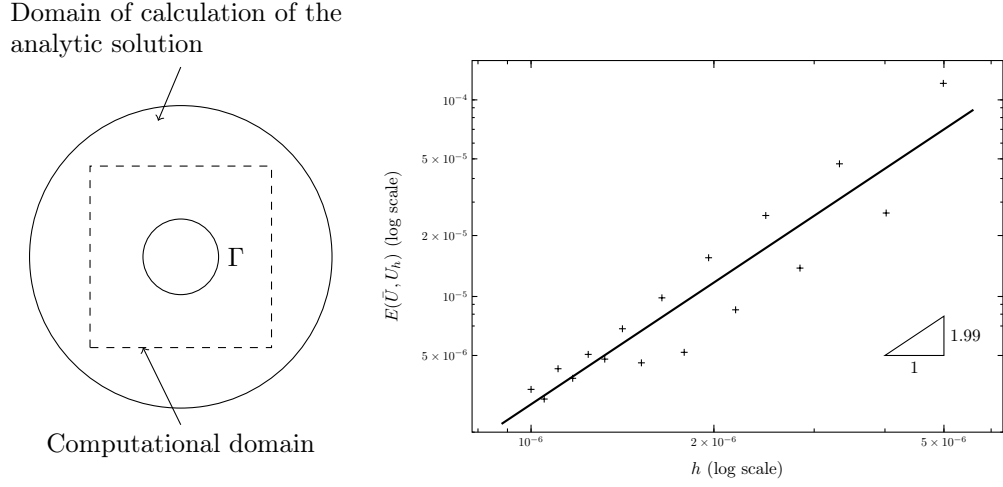 Domain of calculation of the
analytic solution
Γ
Computational domain
E(Ū, U_h) (log scale)
10⁻⁴
5 × 10⁻⁵
2 × 10⁻⁵
10⁻⁵
5 × 10⁻⁶
1.99
1
10⁻⁶
2 × 10⁻⁶
5 × 10⁻⁶
h (log scale)